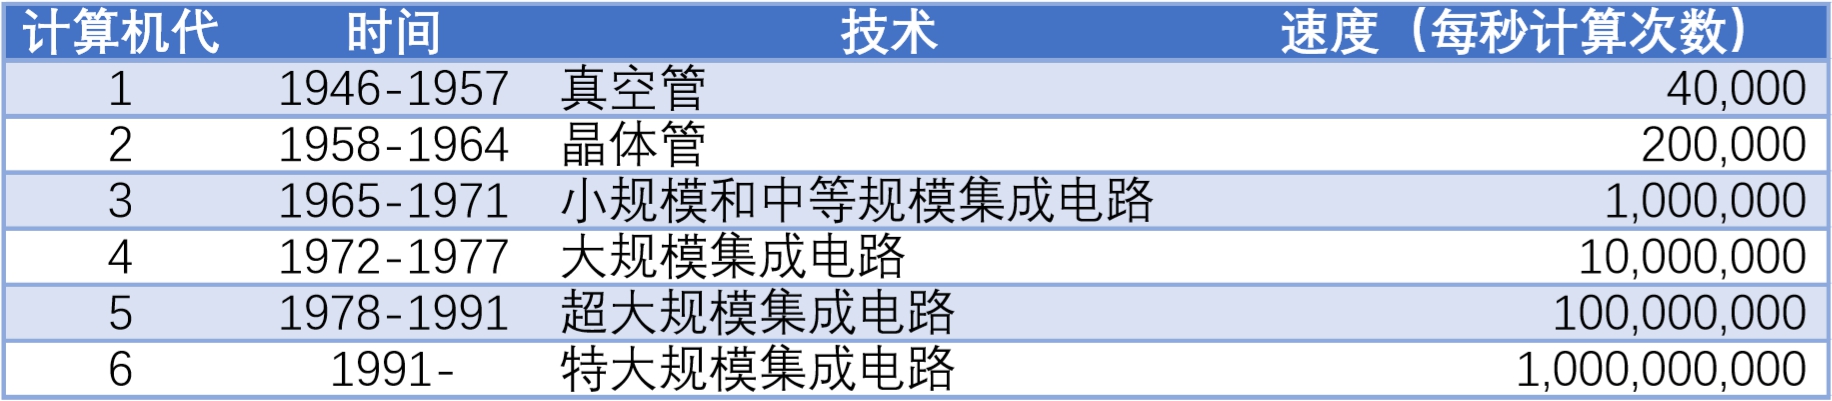 计算机代 时间 技术 速度（每秒计算次数）
1 1946-1957 真空管 40,000
2 1958-1964 晶体管 200,000
3 1965-1971 小规模和中等规模集成电路 1,000,000
4 1972-1977 大规模集成电路 10,000,000
5 1978-1991 超大规模集成电路 100,000,000
6 1991- 特大规模集成电路 1,000,000,000